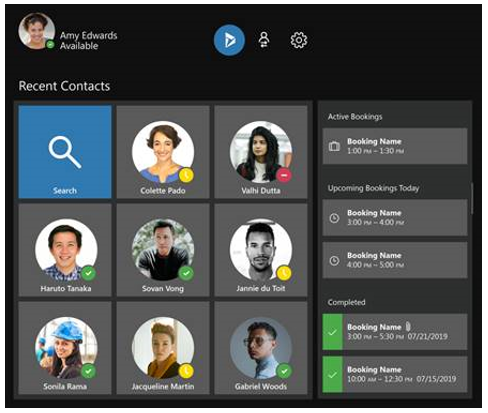 Amy Edwards
Available
Recent Contacts
Search
Colette Pado
Valhi Dutta
Haruto Tanaka
Sovan Vong
Jannie du Toit
Sonila Rama
Jacqueline Martin
Gabriel Woods
Active Bookings
Booking Name
1:00 PM – 1:30 PM
Upcoming Bookings Today
Booking Name
3:00 PM – 4:00 PM
Booking Name
4:00 PM – 5:00 PM
Completed
Booking Name
3:00 PM – 5:30 PM 07/21/2019
Booking Name
10:00 AM – 12:30 PM 07/15/2019